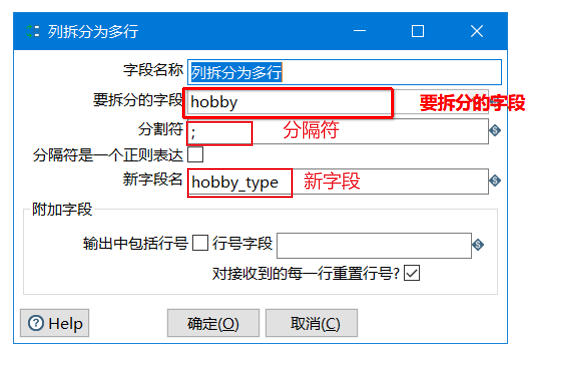 列拆分为多行
字段名称 列拆分为多行
要拆分的字段 hobby 要拆分的字段
分割符 ; 分隔符
分隔符是一个正则表达
新字段名 hobby_type 新字段
附加字段
输出中包括行号 行号字段
对接收到的每一行重置行号?
Help 确定(O) 取消(C)